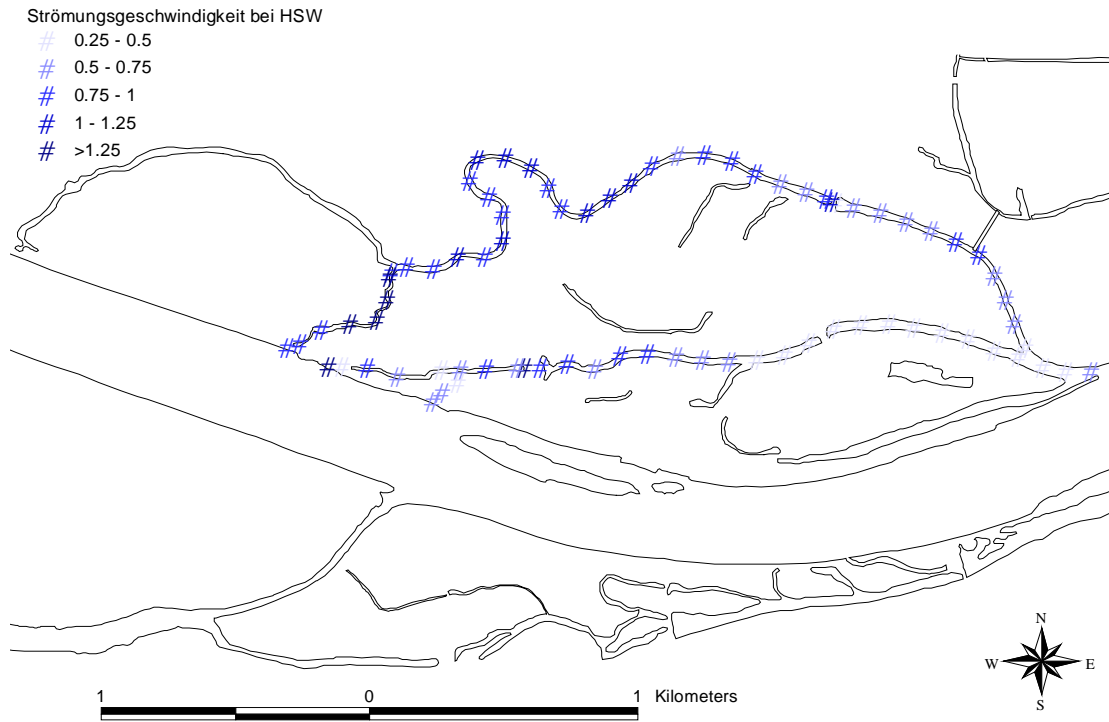 Strömungsgeschwindigkeit bei HSW
# 0.25 - 0.5
# 0.5 - 0.75
# 0.75 - 1
# 1 - 1.25
# >1.25
N
W E
S
1 0 1 Kilometers